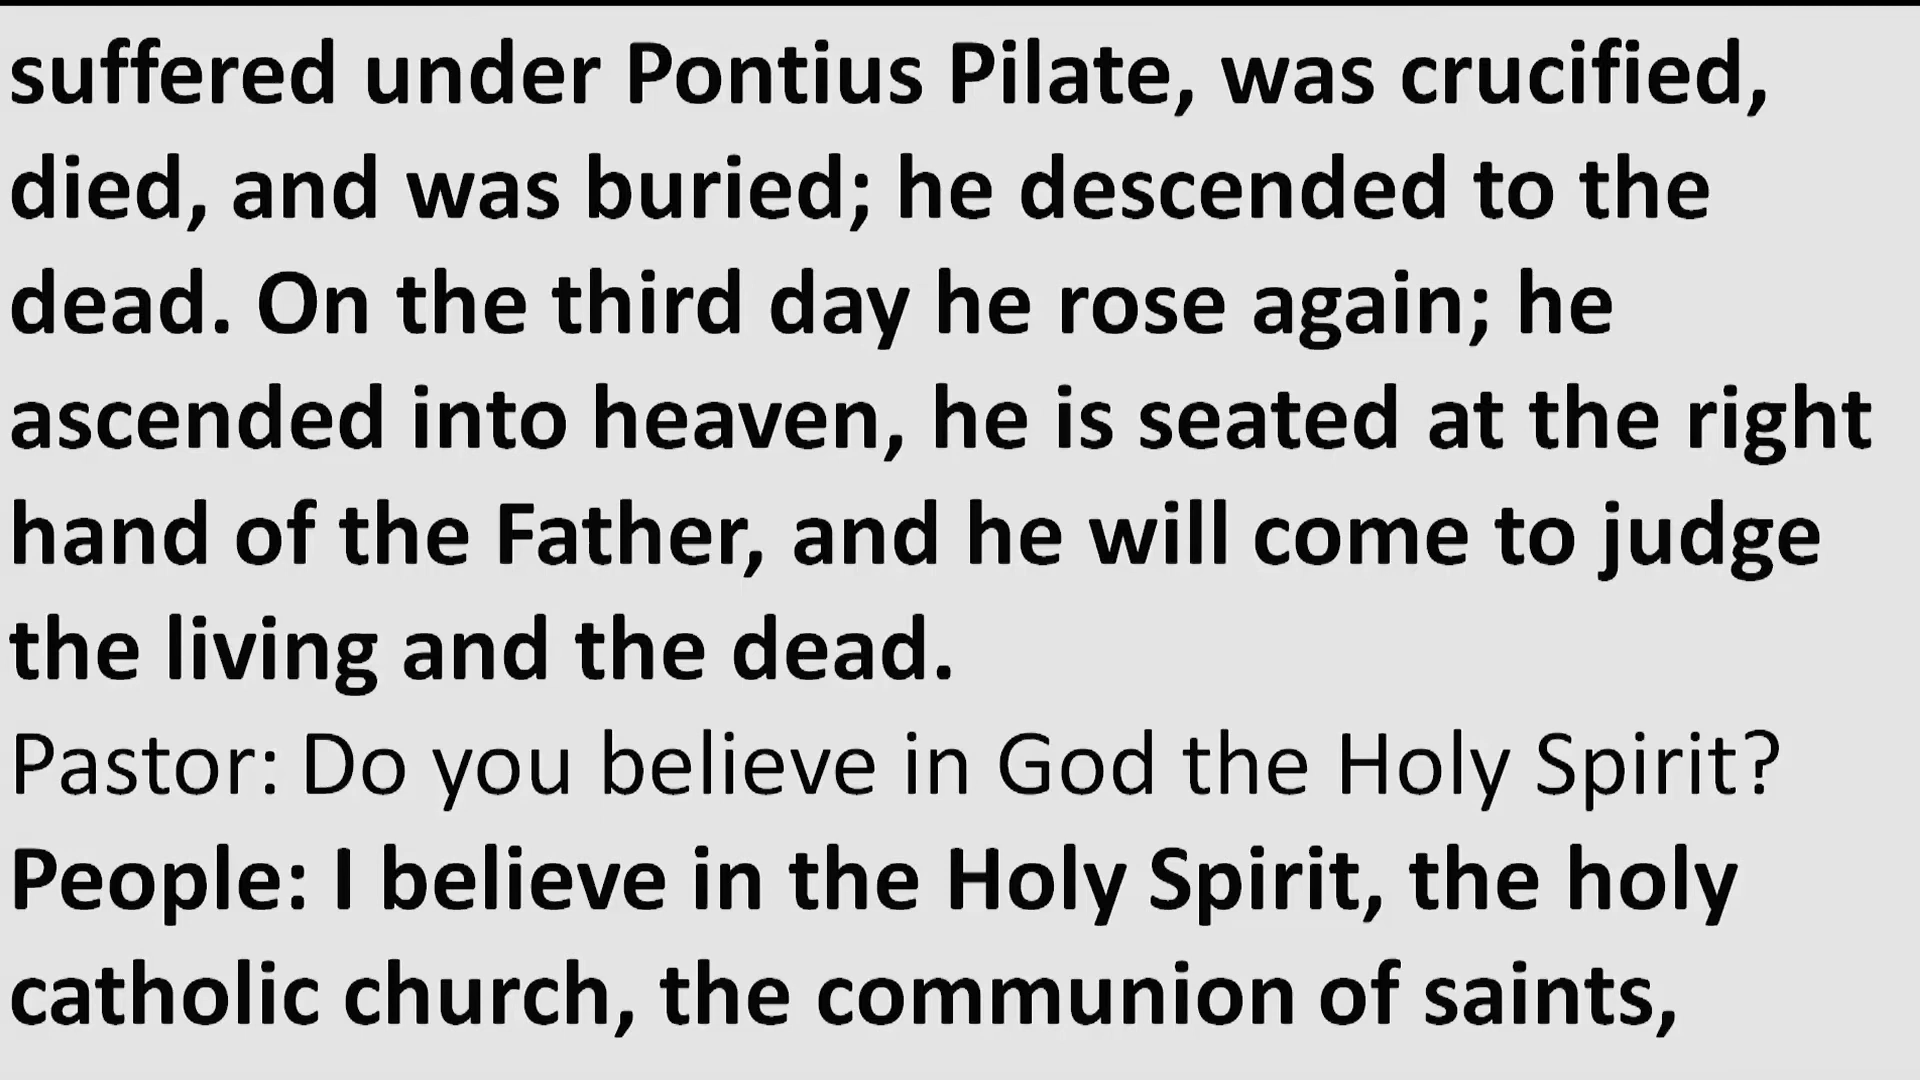 suffered under Pontius Pilate, was crucified,
died, and was buried; he descended to the
dead. On the third day he rose again; he
ascended into heaven, he is seated at the right
hand of the Father, and he will come to judge
the living and the dead.
Pastor: Do you believe in God the Holy Spirit?
People: I believe in the Holy Spirit, the holy
catholic church, the communion of saints,